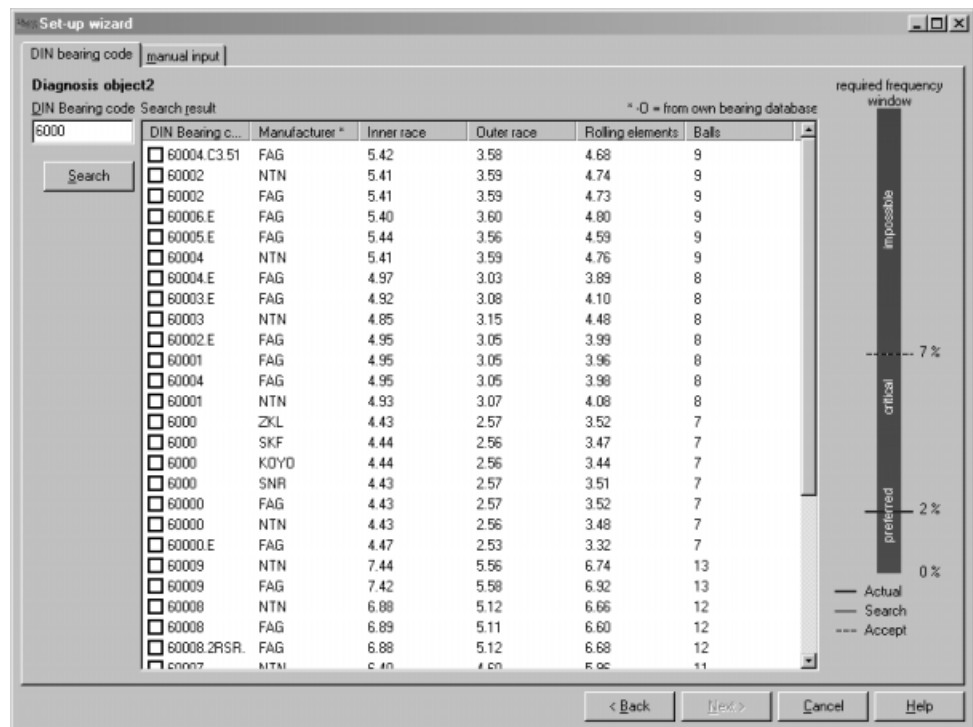 Set-up wizard
DIN bearing code manual input
Diagnosis object2
DIN Bearing code Search result * -O = from own bearing database
6000
Search
DIN Bearing c... Manufacturer * Inner race Outer race Rolling elements Balls
60004.C3.51 FAG 5.42 3.58 4.68 9
60002 NTN 5.41 3.59 4.74 9
60002 FAG 5.41 3.59 4.73 9
60006.E FAG 5.40 3.60 4.80 9
60005.E FAG 5.44 3.56 4.59 9
60004 NTN 5.41 3.59 4.76 9
60004.E FAG 4.97 3.03 3.89 8
60003.E FAG 4.92 3.08 4.10 8
60003 NTN 4.85 3.15 4.48 8
60002.E FAG 4.95 3.05 3.99 8
60001 FAG 4.95 3.05 3.96 8
60004 FAG 4.95 3.05 3.98 8
60001 NTN 4.93 3.07 4.08 8
6000 ZKL 4.43 2.57 3.52 7
6000 SKF 4.44 2.56 3.47 7
6000 KOYO 4.44 2.56 3.44 7
6000 SNR 4.43 2.57 3.51 7
60000 FAG 4.43 2.57 3.52 7
60000 NTN 4.43 2.56 3.48 7
60000.E FAG 4.47 2.53 3.32 7
60009 NTN 7.44 5.56 6.74 13
60009 FAG 7.42 5.58 6.92 13
60008 NTN 6.88 5.12 6.66 12
60008 FAG 6.89 5.11 6.60 12
60008.2RSR. FAG 6.88 5.12 6.68 12
required frequency
window
impossible
7 %
critical
preferred
2 %
0 %
Actual
Search
Accept
< Back Next > Cancel Help